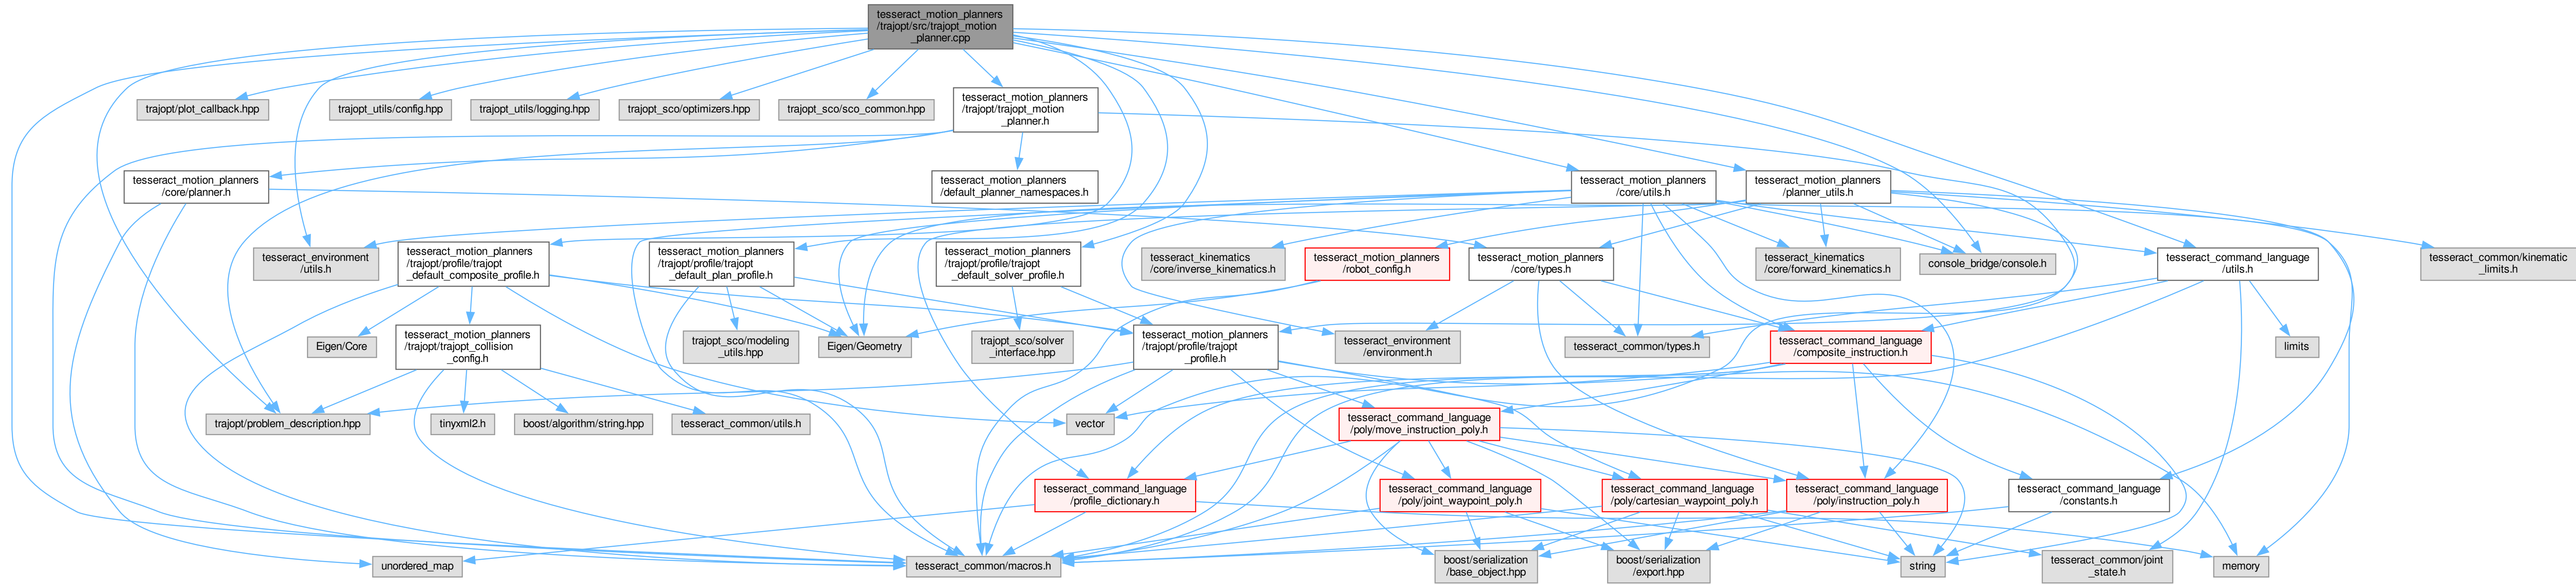 tesseract_motion_planners
/trajopt/src/trajopt_motion
_planner.cpp
trajopt/plot_callback.hpp
trajopt_utils/config.hpp
trajopt_utils/logging.hpp
trajopt_sco/optimizers.hpp
trajopt_sco/sco_common.hpp
tesseract_motion_planners
/trajopt/trajopt_motion
_planner.h
tesseract_motion_planners
/core/planner.h
tesseract_motion_planners
/default_planner_namespaces.h
tesseract_motion_planners
/core/utils.h
tesseract_motion_planners
/planner_utils.h
tesseract_environment
/utils.h
tesseract_motion_planners
/trajopt/profile/trajopt
_default_composite_profile.h
tesseract_motion_planners
/trajopt/profile/trajopt
_default_plan_profile.h
tesseract_motion_planners
/trajopt/profile/trajopt
_default_solver_profile.h
tesseract_kinematics
/core/inverse_kinematics.h
tesseract_motion_planners
/robot_config.h
tesseract_motion_planners
/core/types.h
tesseract_kinematics
/core/forward_kinematics.h
console_bridge/console.h
tesseract_command_language
/utils.h
tesseract_common/kinematic
_limits.h
Eigen/Core
tesseract_motion_planners
/trajopt/trajopt_collision
_config.h
trajopt_sco/modeling
_utils.hpp
Eigen/Geometry
trajopt_sco/solver
_interface.hpp
tesseract_motion_planners
/trajopt/profile/trajopt
_profile.h
tesseract_environment
/environment.h
tesseract_common/types.h
tesseract_command_language
/composite_instruction.h
limits
trajopt/problem_description.hpp
tinyxml2.h
boost/algorithm/string.hpp
tesseract_common/utils.h
vector
tesseract_command_language
/poly/move_instruction_poly.h
tesseract_command_language
/profile_dictionary.h
tesseract_command_language
/poly/joint_waypoint_poly.h
tesseract_command_language
/poly/cartesian_waypoint_poly.h
tesseract_command_language
/poly/instruction_poly.h
tesseract_command_language
/constants.h
unordered_map
tesseract_common/macros.h
boost/serialization
/base_object.hpp
boost/serialization
/export.hpp
string
tesseract_common/joint
_state.h
memory